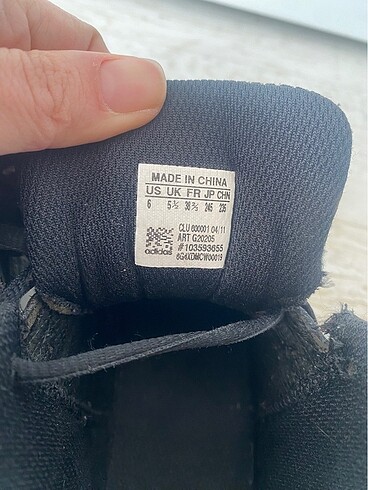 MADE IN CHINA
US UK FR JP CHN
6 5½ 38⅔ 245 235
CLU 600001 04/11
ART G20205
#103593655
adidas